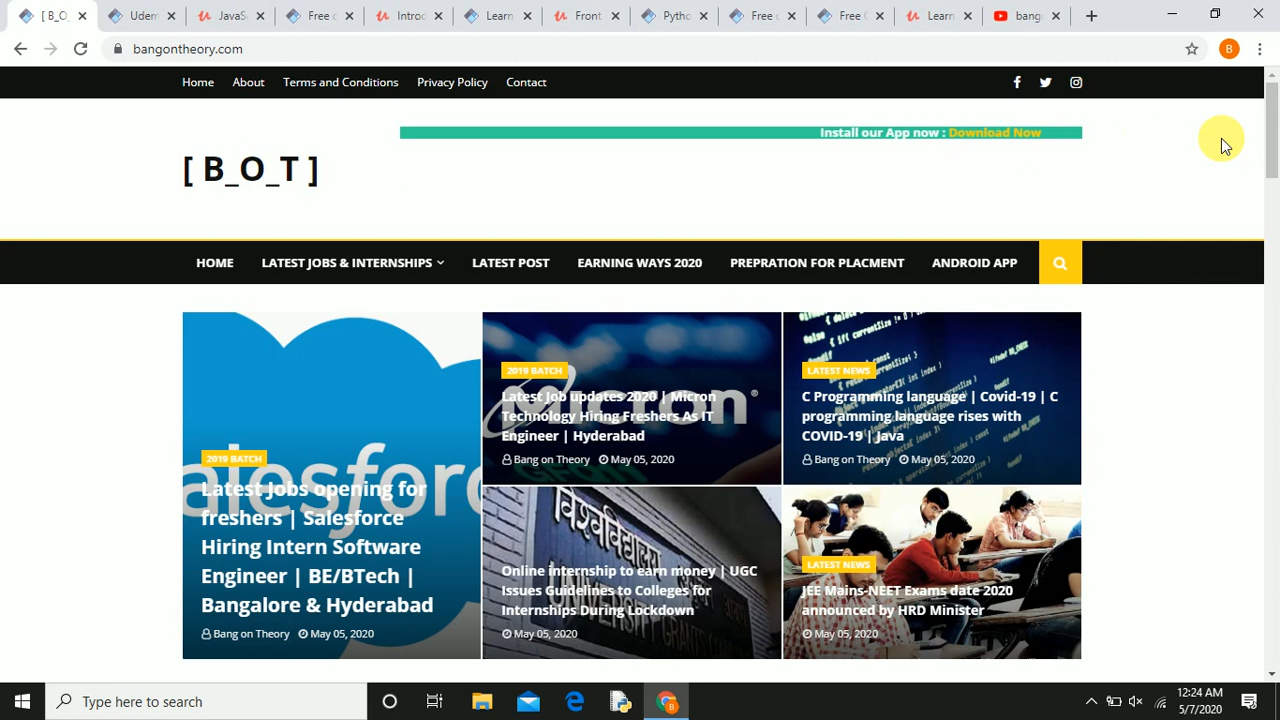 [ B_O
Udem
JavaS
Free c
Introd
Learn
Front
Pytho
Free c
Free C
Learn
bang
bangontheory.com
B
Home About Terms and Conditions Privacy Policy Contact
Install our App now : Download Now
[ B_O_T ]
HOME LATEST JOBS & INTERNSHIPS LATEST POST EARNING WAYS 2020 PREPRATION FOR PLACMENT ANDROID APP
alesforce
2019 BATCH
Latest Jobs opening for
freshers | Salesforce
Hiring Intern Software
Engineer | BE/BTech |
Bangalore & Hyderabad
Bang on Theory May 05, 2020
Micron
2019 BATCH
Latest Job updates 2020 | Micron
Technology Hiring Freshers As IT
Engineer | Hyderabad
Bang on Theory May 05, 2020
LATEST NEWS
C Programming language | Covid-19 | C
programming language rises with
COVID-19 | Java
Bang on Theory May 05, 2020
विश्वविद्यालय
Online internship to earn money | UGC
Issues Guidelines to Colleges for
Internships During Lockdown
May 05, 2020
LATEST NEWS
JEE Mains-NEET Exams date 2020
announced by HRD Minister
May 05, 2020
Type here to search
12:24 AM
5/7/2020